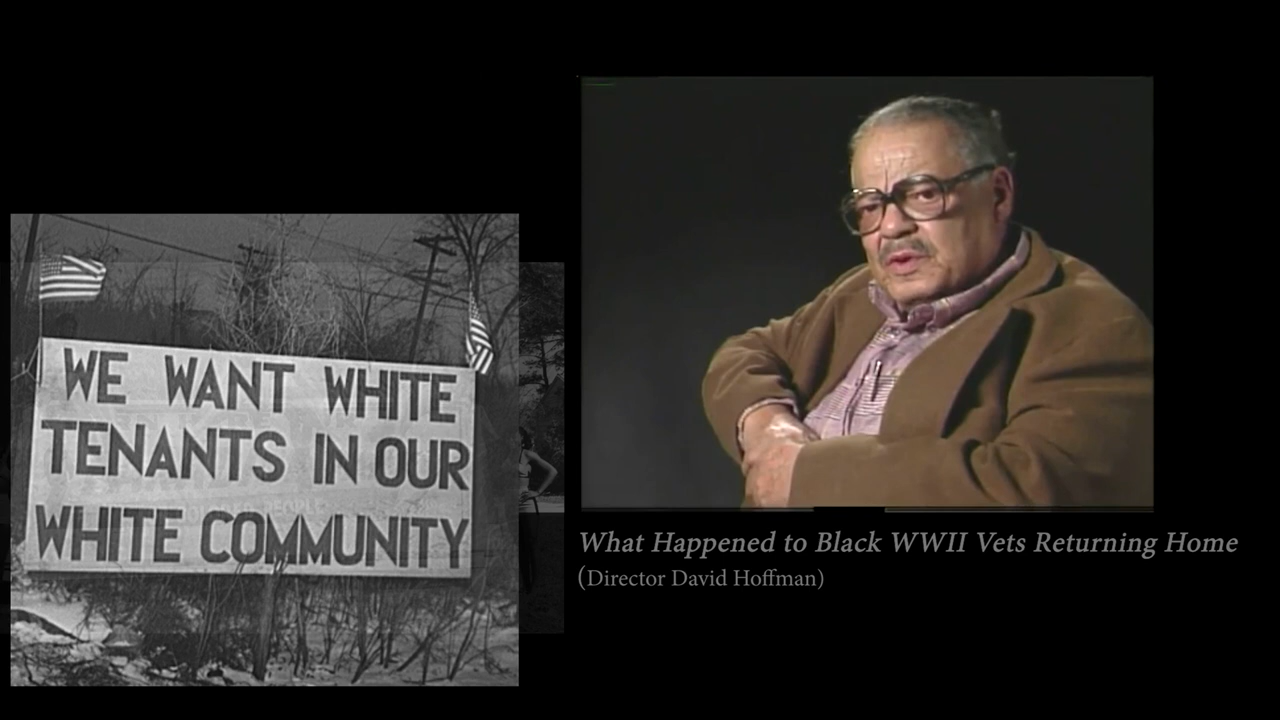 WE WANT WHITE
TENANTS IN OUR
WHITE COMMUNITY
What Happened to Black WWII Vets Returning Home
(Director David Hoffman)